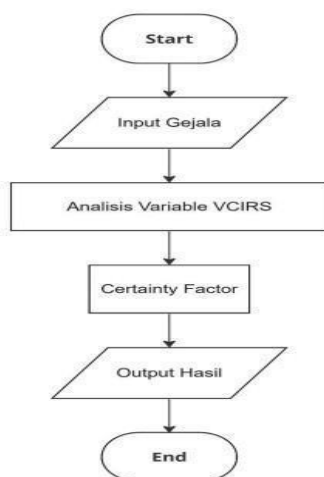 Start
Input Gejala
Analisis Variable VCIRS
Certainty Factor
Output Hasil
End